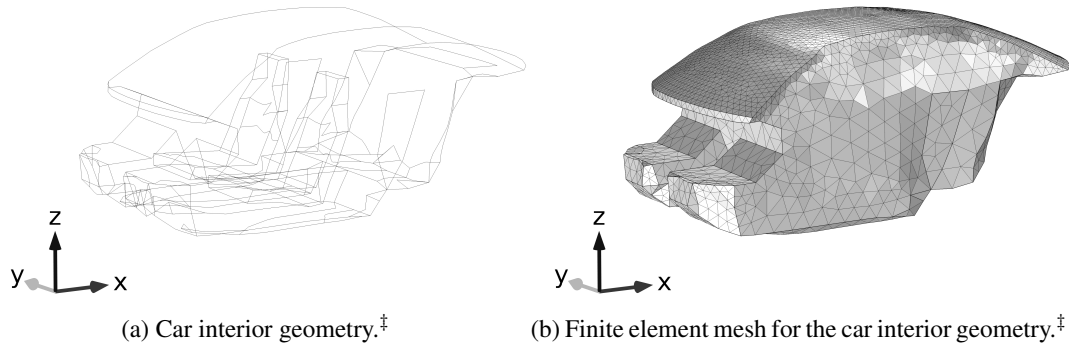 z
y
x
z
y
x
(a) Car interior geometry.‡
(b) Finite element mesh for the car interior geometry.‡